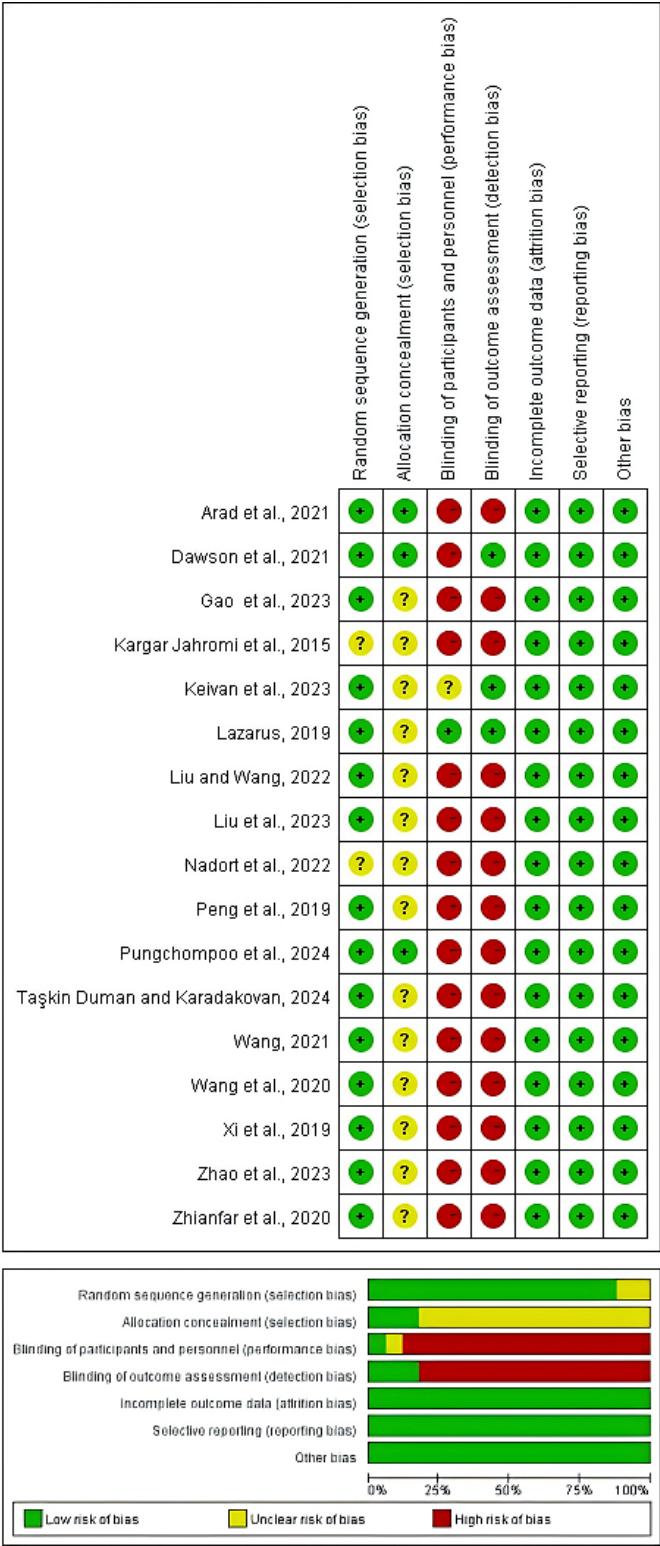 Random sequence generation (selection bias)
Allocation concealment (selection bias)
Blinding of participants and personnel (performance bias)
Blinding of outcome assessment (detection bias)
Incomplete outcome data (attrition bias)
Selective reporting (reporting bias)
Other bias
Arad et al., 2021 + + - - + + +
Dawson et al., 2021 + + - + + + +
Gao et al., 2023 + ? - - + + +
Kargar Jahromi et al., 2015 ? ? - - + + +
Keivan et al., 2023 + ? ? + + + +
Lazarus, 2019 + ? + + + + +
Liu and Wang, 2022 + ? - - + + +
Liu et al., 2023 + ? - - + + +
Nadort et al., 2022 ? ? - - + + +
Peng et al., 2019 + ? - - + + +
Pungchompoo et al., 2024 + + - - + + +
Taşkin Duman and Karadakovan, 2024 + ? - - + + +
Wang, 2021 + ? - - + + +
Wang et al., 2020 + ? - - + + +
Xi et al., 2019 + ? - - + + +
Zhao et al., 2023 + ? - - + + +
Zhianfar et al., 2020 + ? - - + + +
Random sequence generation (selection bias)
Allocation concealment (selection bias)
Blinding of participants and personnel (performance bias)
Blinding of outcome assessment (detection bias)
Incomplete outcome data (attrition bias)
Selective reporting (reporting bias)
Other bias
0% 25% 50% 75% 100%
Low risk of bias Unclear risk of bias High risk of bias